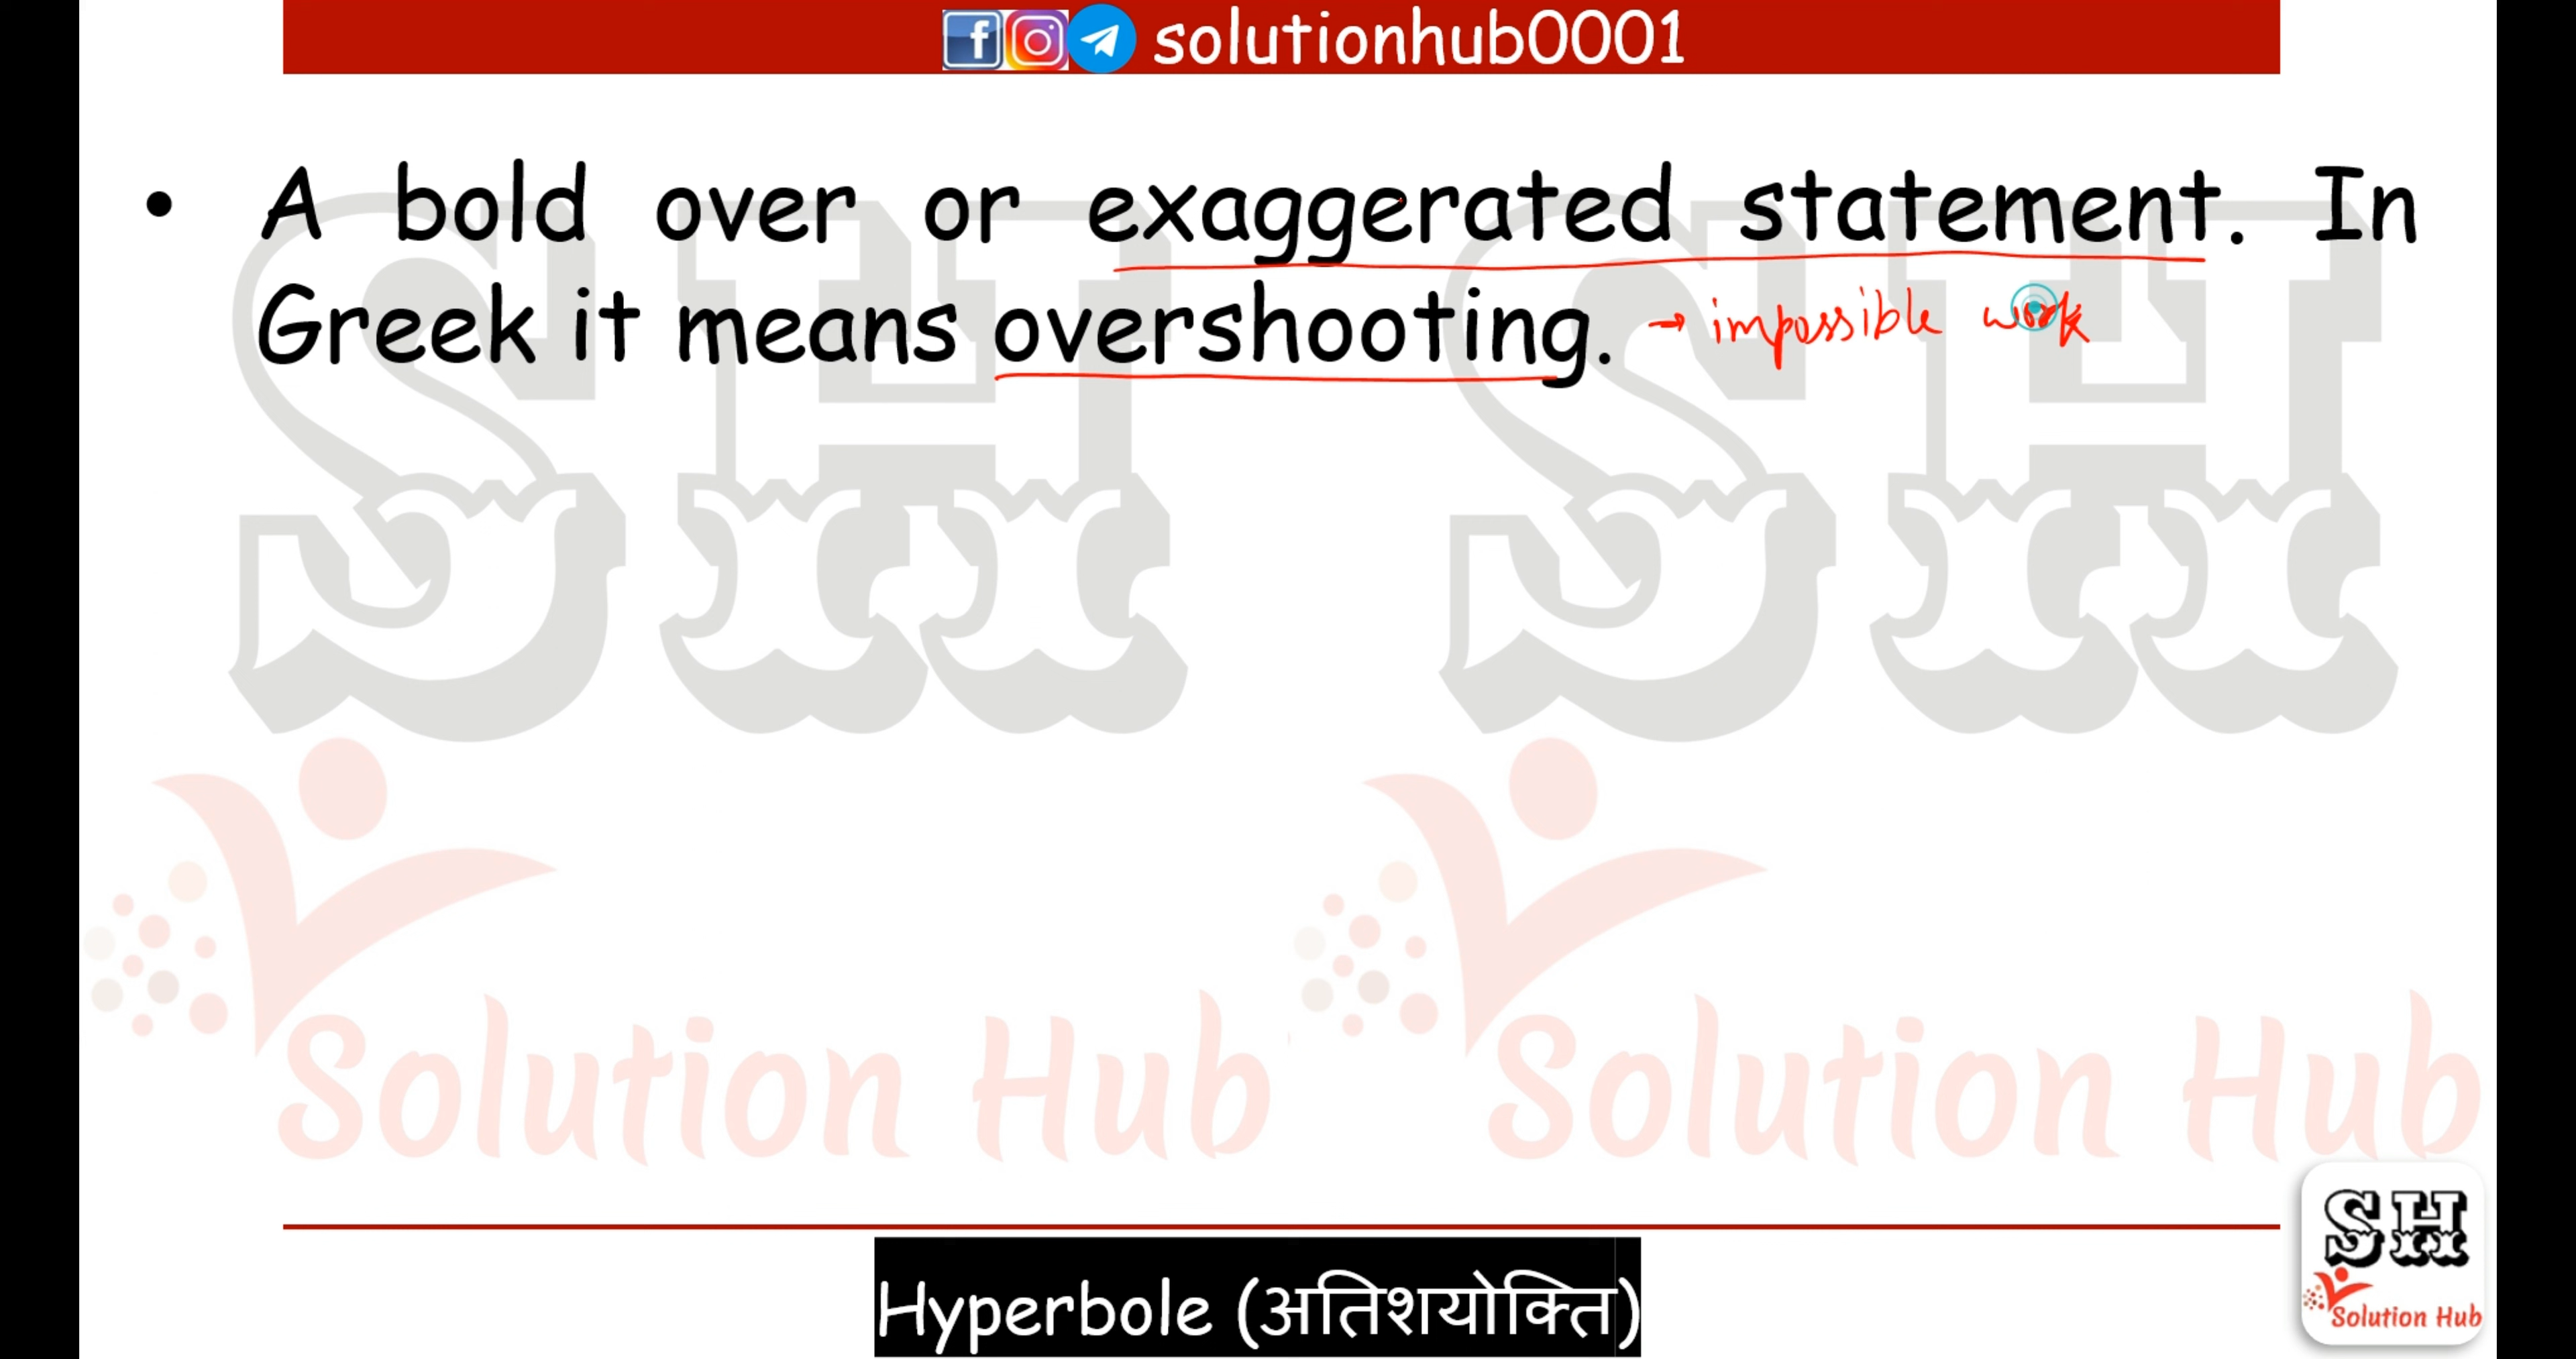 solutionhub0001
• A bold over or exaggerated statement. In
Greek it means overshooting. → impossible work
SH SH
Solution Hub Solution Hub
SH
Solution Hub
Hyperbole (अतिशयोक्ति)